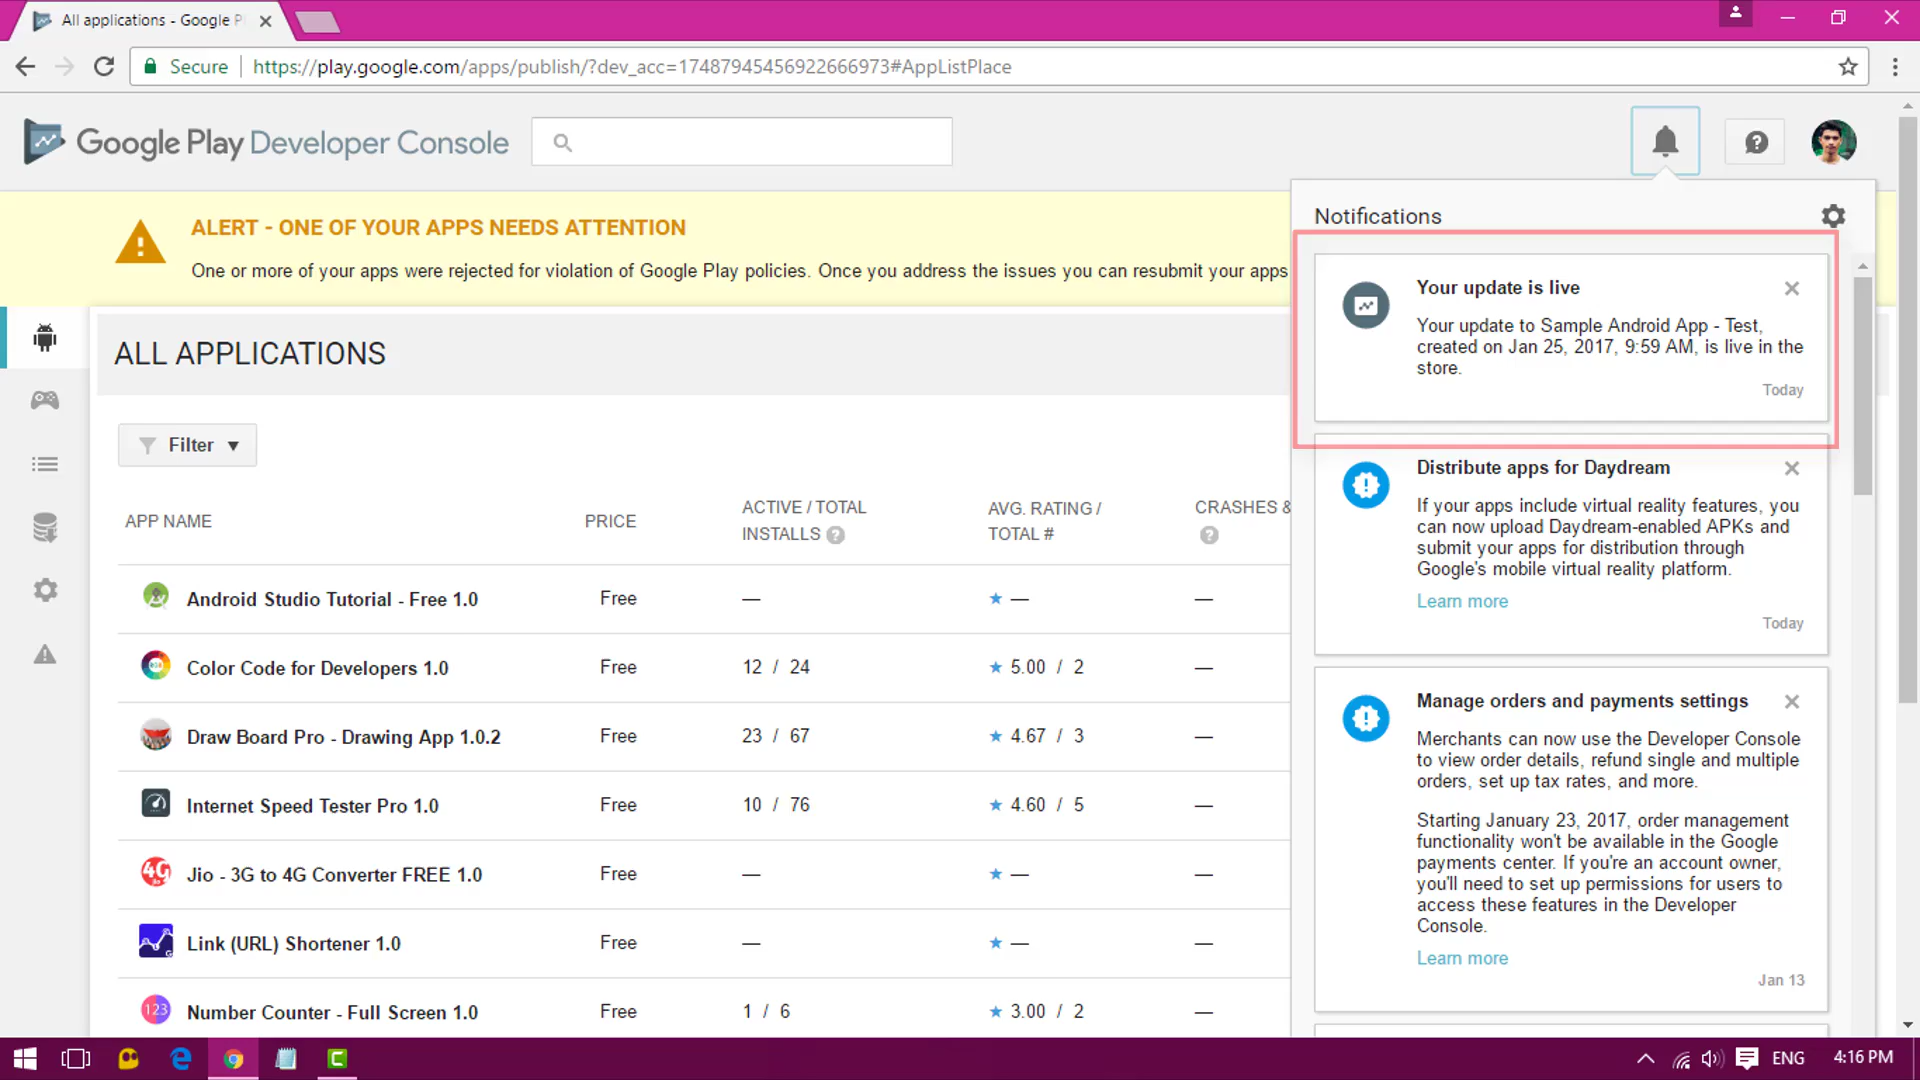 All applications - Google P
Secure
https://play.google.com/apps/publish/?dev_acc=17487945456922666973#AppListPlace
Google Play Developer Console
ALERT - ONE OF YOUR APPS NEEDS ATTENTION
One or more of your apps were rejected for violation of Google Play policies. Once you address the issues you can resubmit your apps
ALL APPLICATIONS
Filter
APP NAME
PRICE
ACTIVE / TOTAL
INSTALLS ?
AVG. RATING /
TOTAL #
CRASHES &
?
Android Studio Tutorial - Free 1.0 Free — ★ — —
Color Code for Developers 1.0 Free 12 / 24 ★ 5.00 / 2 —
Draw Board Pro - Drawing App 1.0.2 Free 23 / 67 ★ 4.67 / 3 —
Internet Speed Tester Pro 1.0 Free 10 / 76 ★ 4.60 / 5 —
4G
Jio - 3G to 4G Converter FREE 1.0 Free — ★ — —
Link (URL) Shortener 1.0 Free — ★ — —
123
Number Counter - Full Screen 1.0 Free 1 / 6 ★ 3.00 / 2 —
Notifications
Your update is live
Your update to Sample Android App - Test,
created on Jan 25, 2017, 9:59 AM, is live in the
store.
Today
Distribute apps for Daydream
If your apps include virtual reality features, you
can now upload Daydream-enabled APKs and
submit your apps for distribution through
Google's mobile virtual reality platform.
Learn more
Today
Manage orders and payments settings
Merchants can now use the Developer Console
to view order details, refund single and multiple
orders, set up tax rates, and more.
Starting January 23, 2017, order management
functionality won't be available in the Google
payments center. If you're an account owner,
you'll need to set up permissions for users to
access these features in the Developer
Console.
Learn more
Jan 13
ENG
4:16 PM